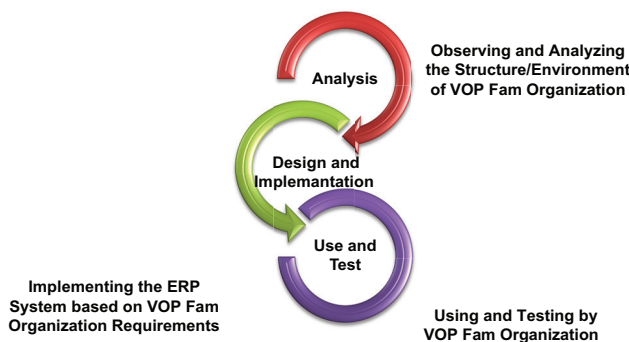 Analysis
Observing and Analyzing
the Structure/Environment
of VOP Fam Organization
Design and
Implemantation
Use and
Test
Implementing the ERP
System based on VOP Fam
Organization Requirements
Using and Testing by
VOP Fam Organization